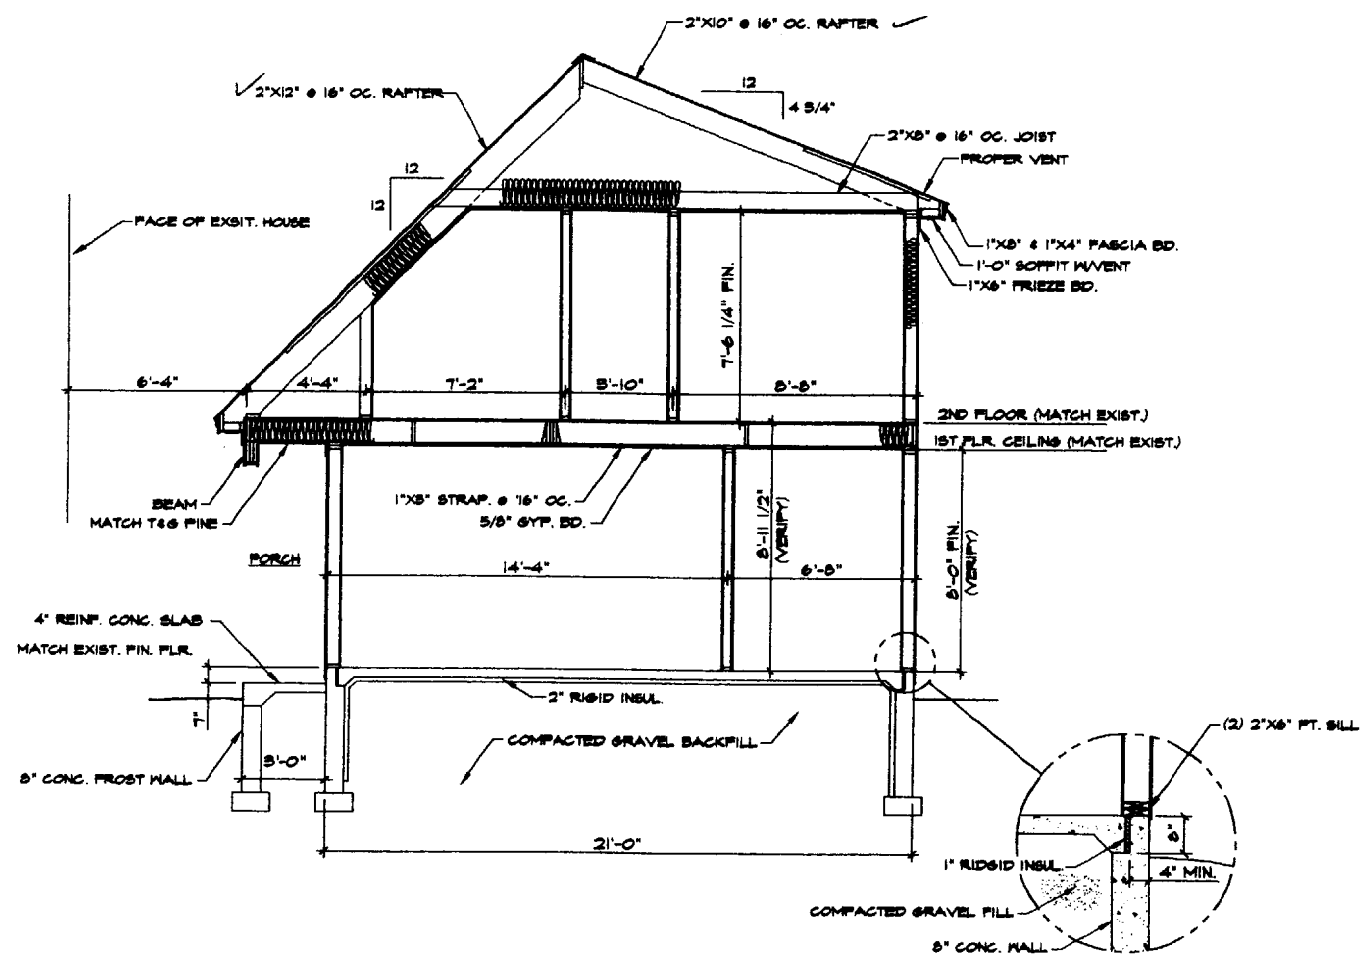 2"X10" @ 16" OC. RAFTER
2"X12" @ 16" OC. RAFTER
12
4 3/4"
2"X8" @ 16" OC. JOIST
PROPER VENT
12
12
FACE OF EXSIT. HOUSE
1"X8" & 1"X4" FASCIA BD.
1'-0" SOFFIT W/VENT
1"X6" FRIEZE BD.
7'-6 1/4" FIN.
6'-4"
4'-4"
7'-2"
3'-10"
8'-8"
2ND FLOOR (MATCH EXIST.)
1ST FLR. CEILING (MATCH EXIST.)
BEAM
MATCH T&G PINE
1"X3" STRAP. @ 16" OC.
5/8" GYP. BD.
8'-11 1/2"
(VERIFY)
8'-0" FIN.
(VERIFY)
PORCH
14'-4"
6'-8"
4" REINF. CONC. SLAB
MATCH EXIST. FIN. FLR.
7"
2" RIGID INSUL.
COMPACTED GRAVEL BACKFILL
3'-0"
8" CONC. FROST WALL
21'-0"
(2) 2"X6" PT. SILL
8"
1" RIDGID INSUL.
4" MIN.
COMPACTED GRAVEL FILL
8" CONC. WALL